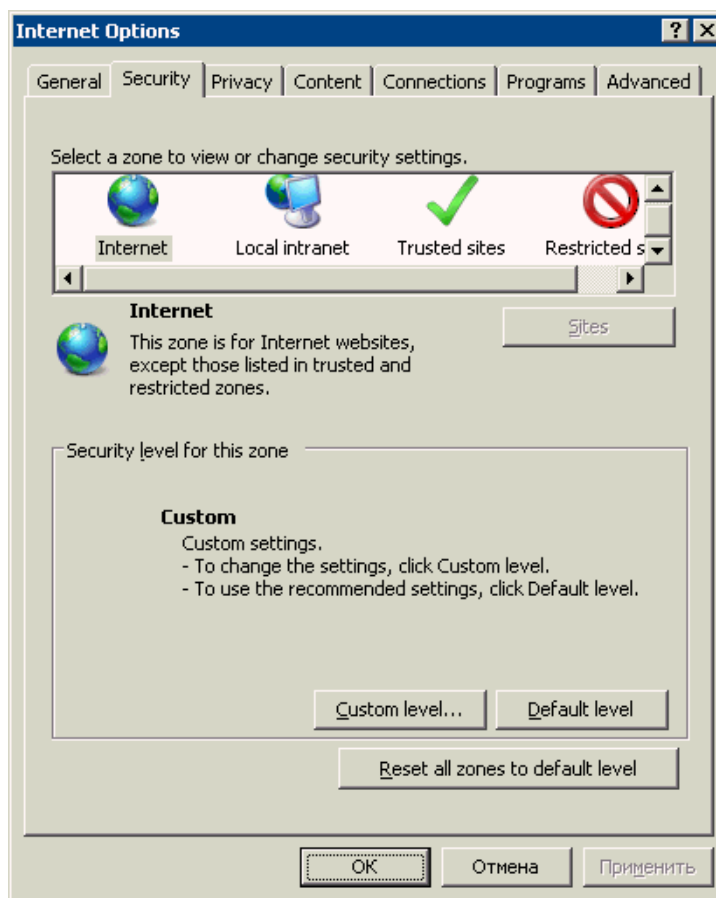 Internet Options
General Security Privacy Content Connections Programs Advanced
Select a zone to view or change security settings.
Internet Local intranet Trusted sites Restricted s
Internet
Sites
This zone is for Internet websites,
except those listed in trusted and
restricted zones.
Security level for this zone
Custom
Custom settings.
- To change the settings, click Custom level.
- To use the recommended settings, click Default level.
Custom level... Default level
Reset all zones to default level
OK Отмена Применить